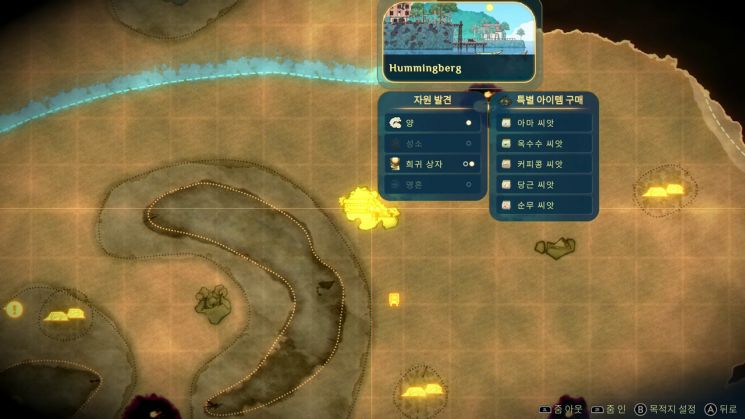 Hummingberg
자원 발견
양
성소
희귀 상자
영혼
특별 아이템 구매
아마 씨앗
옥수수 씨앗
커피콩 씨앗
당근 씨앗
순무 씨앗
ZL 줌 아웃 ZR 줌 인 B 목적지 설정 A 뒤로